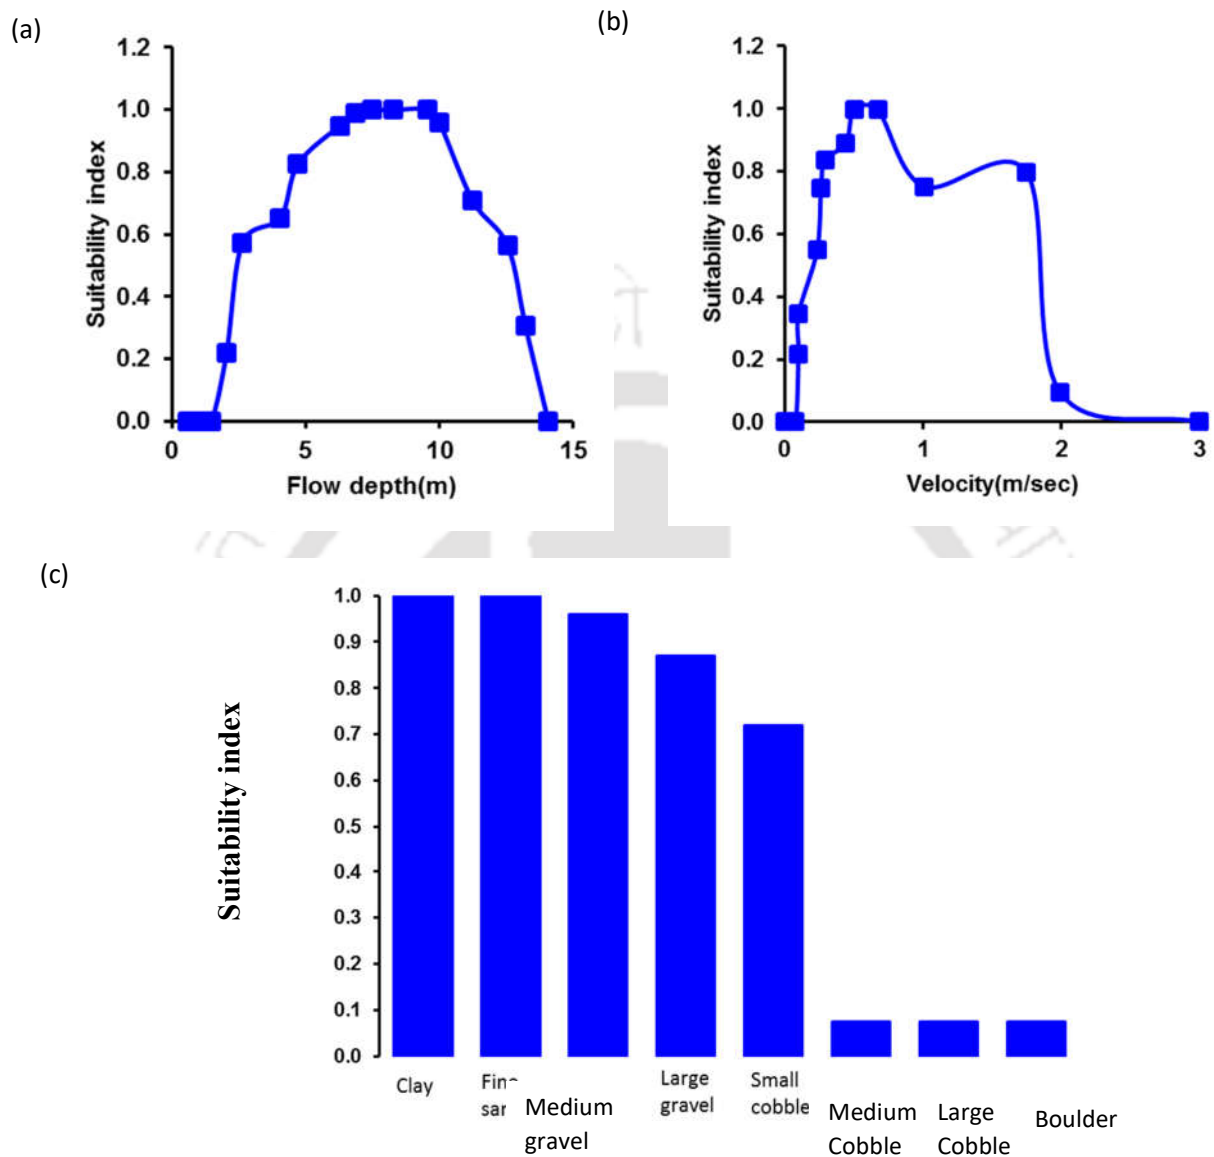 (a)
1.2
1.0
0.8
0.6
0.4
0.2
0.0
Suitability index
0 5 10 15
Flow depth(m)
(b)
1.2
1.0
0.8
0.6
0.4
0.2
0.0
Suitability index
0 1 2 3
Velocity(m/sec)
(c)
1.0
0.9
0.8
0.7
0.6
0.5
0.4
0.3
0.2
0.1
0.0
Suitability index
Clay
Medium
gravel
Large
gravel
Small
cobble
Medium
Cobble
Large
Cobble
Boulder